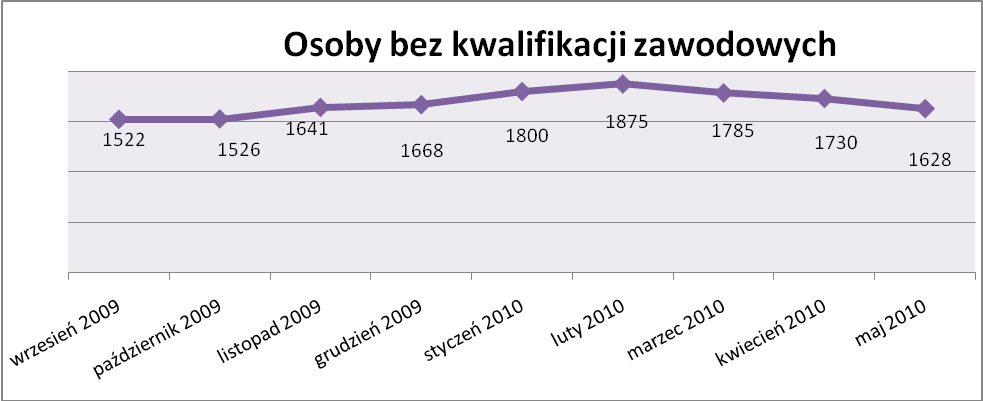 Osoby bez kwalifikacji zawodowych
1522
1526
1641
1668
1800
1875
1785
1730
1628
wrzesień 2009
październik 2009
listopad 2009
grudzień 2009
styczeń 2010
luty 2010
marzec 2010
kwiecień 2010
maj 2010